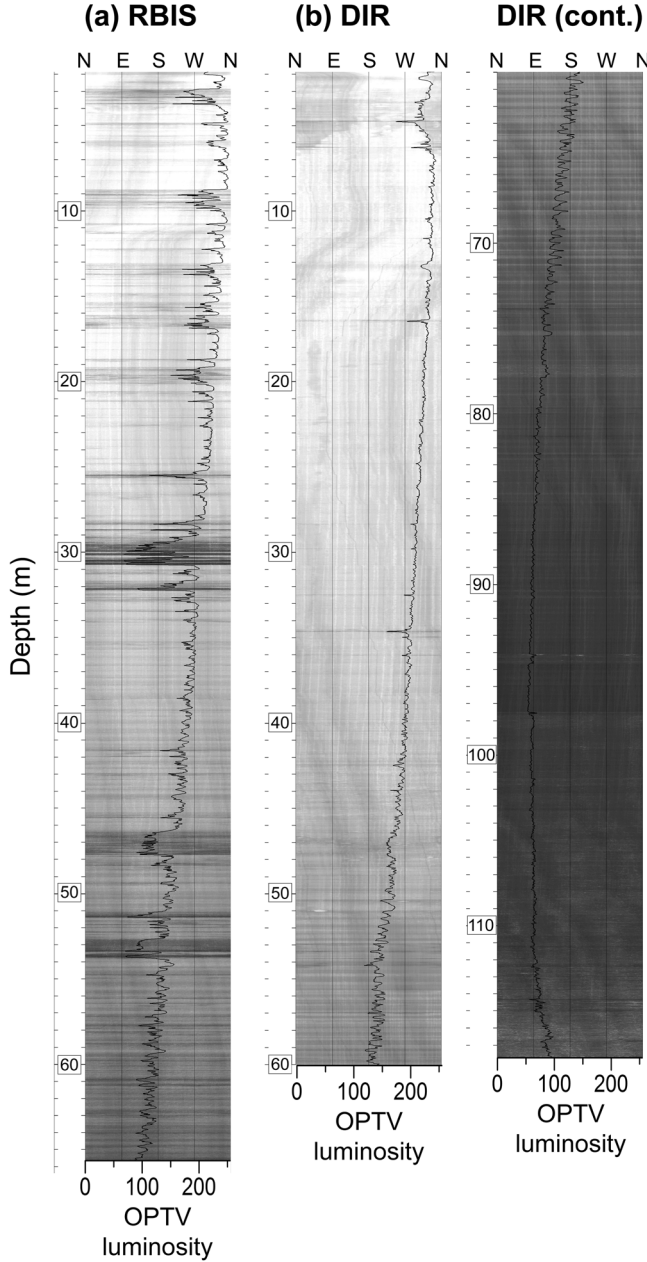 (a) RBIS
(b) DIR
DIR (cont.)
N E S W N
N E S W N
N E S W N
Depth (m)
10
20
30
40
50
60
10
20
30
40
50
60
70
80
90
100
110
0 100 200
OPTV
luminosity
0 100 200
OPTV
luminosity
0 100 200
OPTV
luminosity